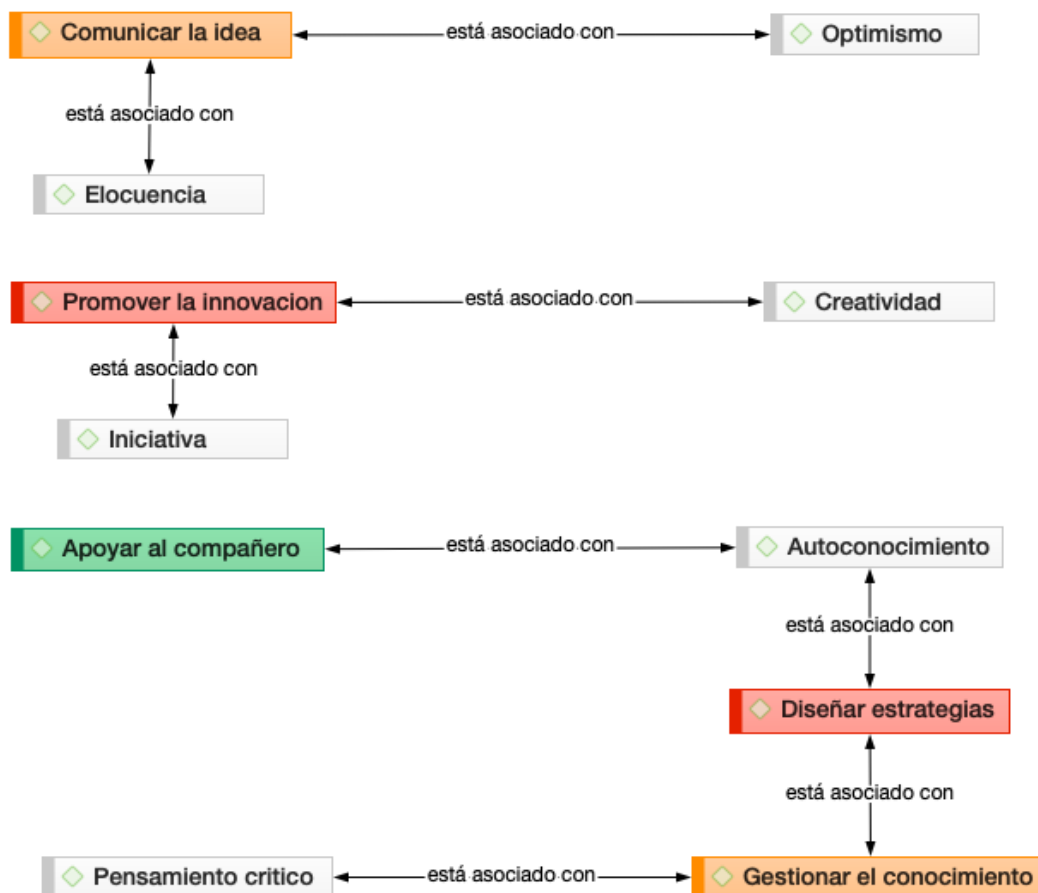 Comunicar la idea
está asociado con
Optimismo
está asociado con
Elocuencia
Promover la innovacion
está asociado con
Creatividad
está asociado con
Iniciativa
Apoyar al compañero
está asociado con
Autoconocimiento
está asociado con
Diseñar estrategias
está asociado con
Pensamiento critico
está asociado con
Gestionar el conocimiento